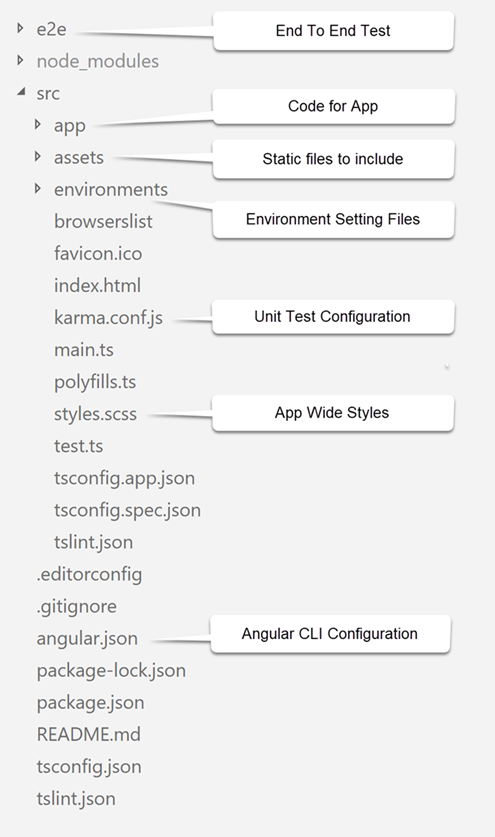 e2e
End To End Test
node_modules
src
Code for App
app
assets
Static files to include
environments
Environment Setting Files
browserslist
favicon.ico
index.html
karma.conf.js
Unit Test Configuration
main.ts
polyfills.ts
styles.scss
App Wide Styles
test.ts
tsconfig.app.json
tsconfig.spec.json
tslint.json
.editorconfig
.gitignore
angular.json
Angular CLI Configuration
package-lock.json
package.json
README.md
tsconfig.json
tslint.json